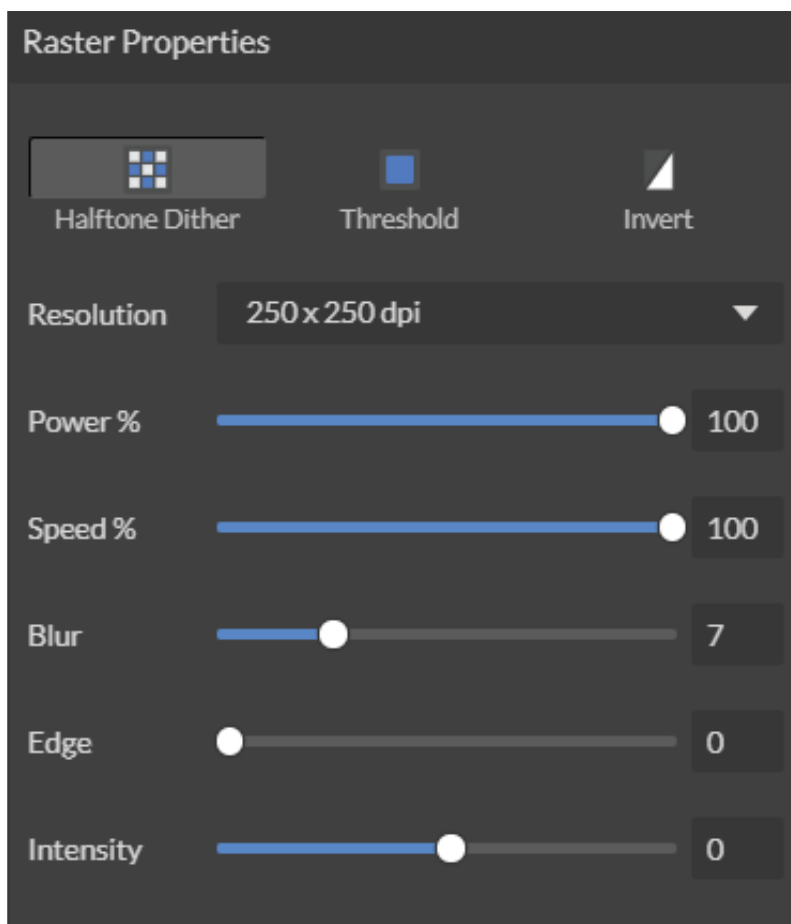 Raster Properties
Halftone Dither Threshold Invert
Resolution 250 x 250 dpi
Power % 100
Speed % 100
Blur 7
Edge 0
Intensity 0